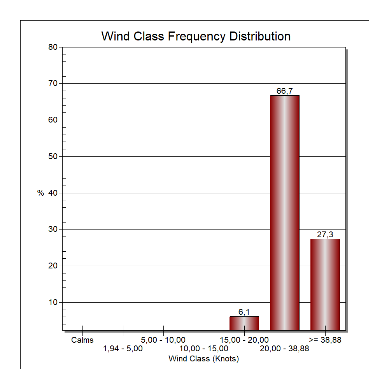 Wind Class Frequency Distribution
80
70
66,7
60
50
% 40
30
27,3
20
10
6,1
Calms 5,00 - 10,00 15,00 - 20,00 >= 38,88
1,94 - 5,00 10,00 - 15,00 20,00 - 38,88
Wind Class (Knots)